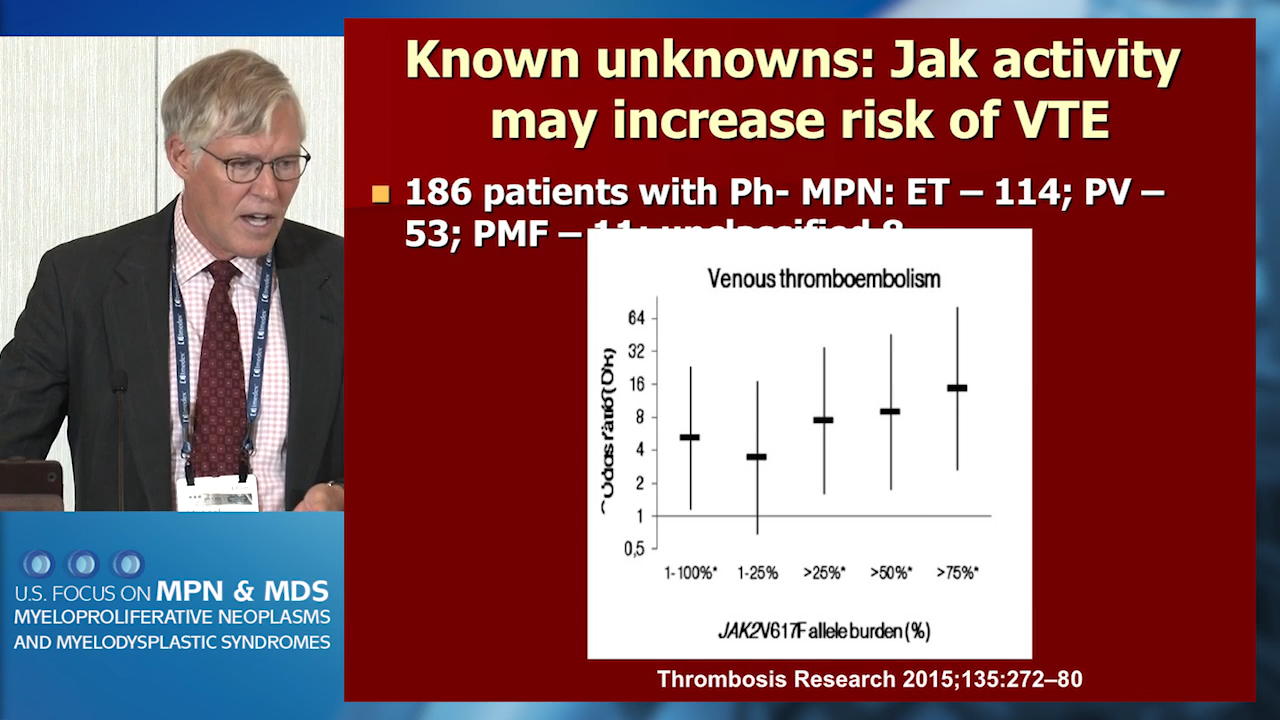 Known unknowns: Jak activity
may increase risk of VTE
186 patients with Ph- MPN: ET – 114; PV –
53; PMF – 11; unclassified 8
Venous thromboembolism
64
32
16
8
4
2
1
0,5
Odds ratio (OR)
1-100%* 1-25% >25%* >50%* >75%*
JAK2V617F allele burden (%)
Thrombosis Research 2015;135:272–80
U.S. FOCUS ON MPN & MDS
MYELOPROLIFERATIVE NEOPLASMS
AND MYELODYSPLASTIC SYNDROMES